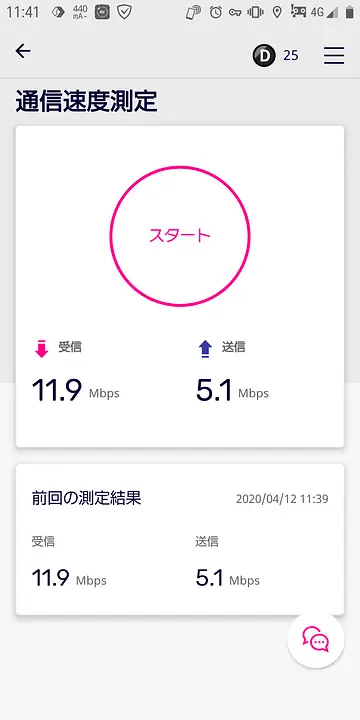 11:41 440 mA- 4G
D 25
通信速度測定
スタート
受信 送信
11.9 Mbps 5.1 Mbps
前回の測定結果 2020/04/12 11:39
受信 送信
11.9 Mbps 5.1 Mbps